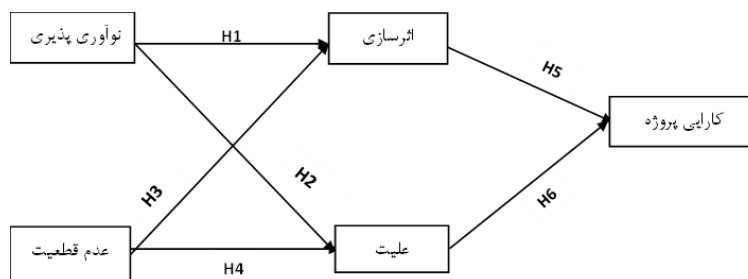 نوآوری پذیری
H1
اثرسازی
H5
کارایی پروژه
H3
H2
H6
عدم قطعیت
H4
علیت